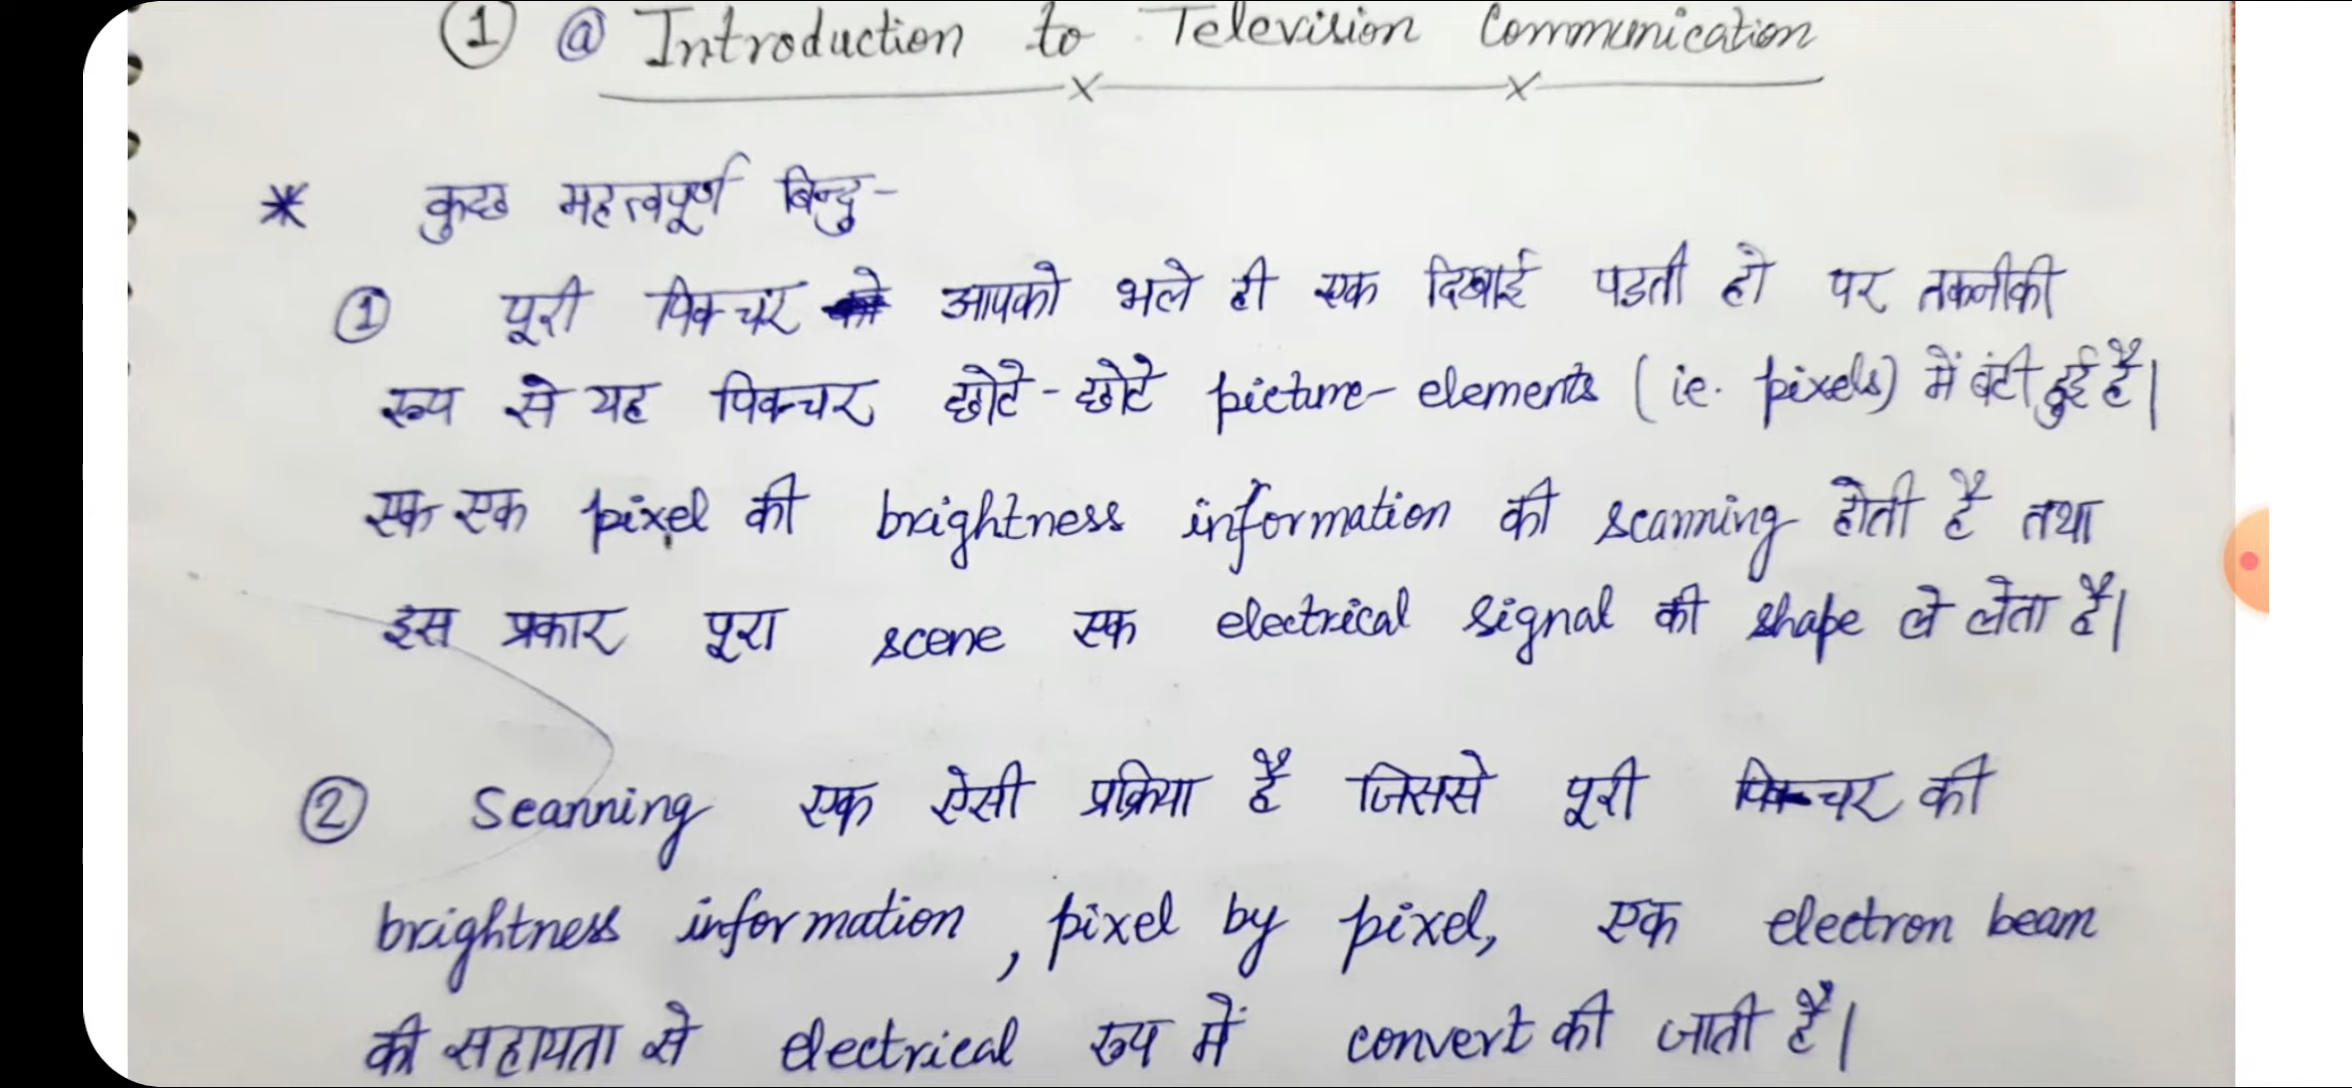 ① ⓐ Introduction to Television Communication
* कुछ महत्वपूर्ण बिन्दु-
① पूरी पिक्चर आपको भले ही एक दिखाई पडती हो पर तकनीकी
रूप से यह पिक्चर छोटे-छोटे picture-elements (ie. pixels) में बंटी हुई है।
एक एक pixel की brightness information की scanning होती है तथा
इस प्रकार पूरा scene एक electrical signal की shape ले लेता है।
② Scanning एक ऐसी प्रक्रिया है जिससे पूरी पिक्चर की
brightness information, pixel by pixel, एक electron beam
की सहायता से electrical रूप में convert की जाती है।